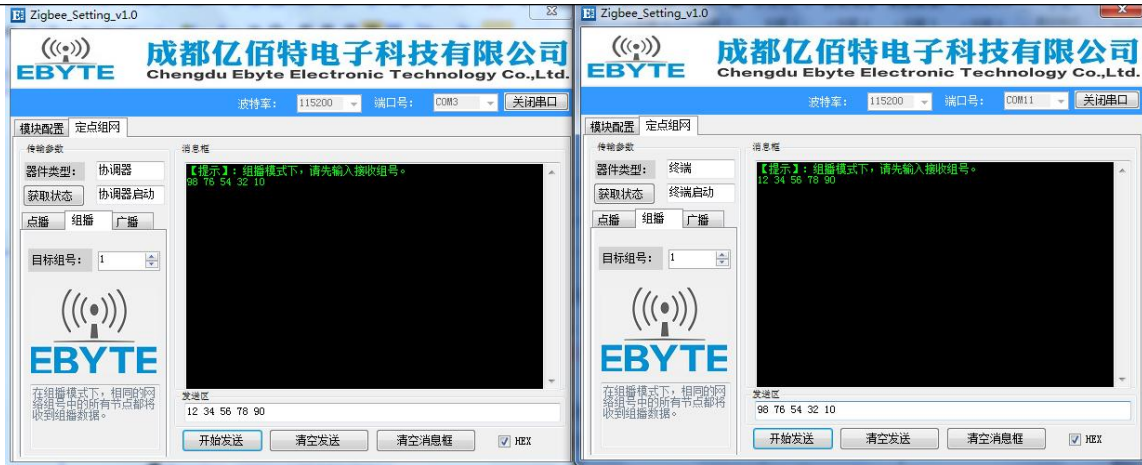 Zigbee_Setting_v1.0
EBYTE
成都亿佰特电子科技有限公司
Chengdu Ebyte Electronic Technology Co.,Ltd.
波特率: 115200 端口号: COM3 关闭串口
模块配置 定点组网
传输参数
器件类型: 协调器
获取状态 协调器启动
点播 组播 广播
目标组号: 1
EBYTE
在组播模式下，相同的网
络组号中的所有节点都将
收到组播数据。
消息框
【提示】：组播模式下，请先输入接收组号。
98 76 54 32 10
发送区
12 34 56 78 90
开始发送 清空发送 清空消息框 HEX
Zigbee_Setting_v1.0
EBYTE
成都亿佰特电子科技有限公司
Chengdu Ebyte Electronic Technology Co.,Ltd.
波特率: 115200 端口号: COM11 关闭串口
模块配置 定点组网
传输参数
器件类型: 终端
获取状态 终端启动
点播 组播 广播
目标组号: 1
EBYTE
在组播模式下，相同的网
络组号中的所有节点都将
收到组播数据。
消息框
【提示】：组播模式下，请先输入接收组号。
12 34 56 78 90
发送区
98 76 54 32 10
开始发送 清空发送 清空消息框 HEX